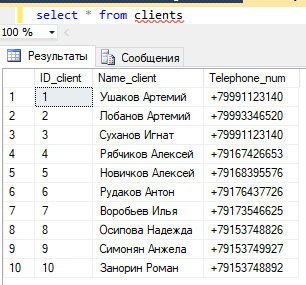 select * from clients
100 %
Результаты Сообщения
ID_client Name_client Telephone_num
1 1 Ушаков Артемий +79991123140
2 2 Лобанов Артемий +79993346520
3 3 Суханов Игнат +79991123140
4 4 Рябчиков Алексей +79167426653
5 5 Новичков Алексей +79168395576
6 6 Рудаков Антон +79176437726
7 7 Воробьев Илья +79173546625
8 8 Осипова Надежда +79153748826
9 9 Симонян Анжела +79153749927
10 10 Занорин Роман +79153748892